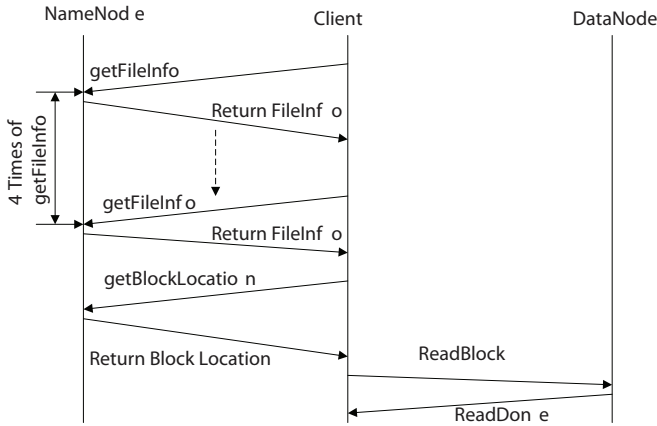 NameNod e
Client
DataNode
getFileInfo
Return FileInf o
4 Times of
getFileInfo
getFileInf o
Return FileInf o
getBlockLocatio n
Return Block Location
ReadBlock
ReadDon e